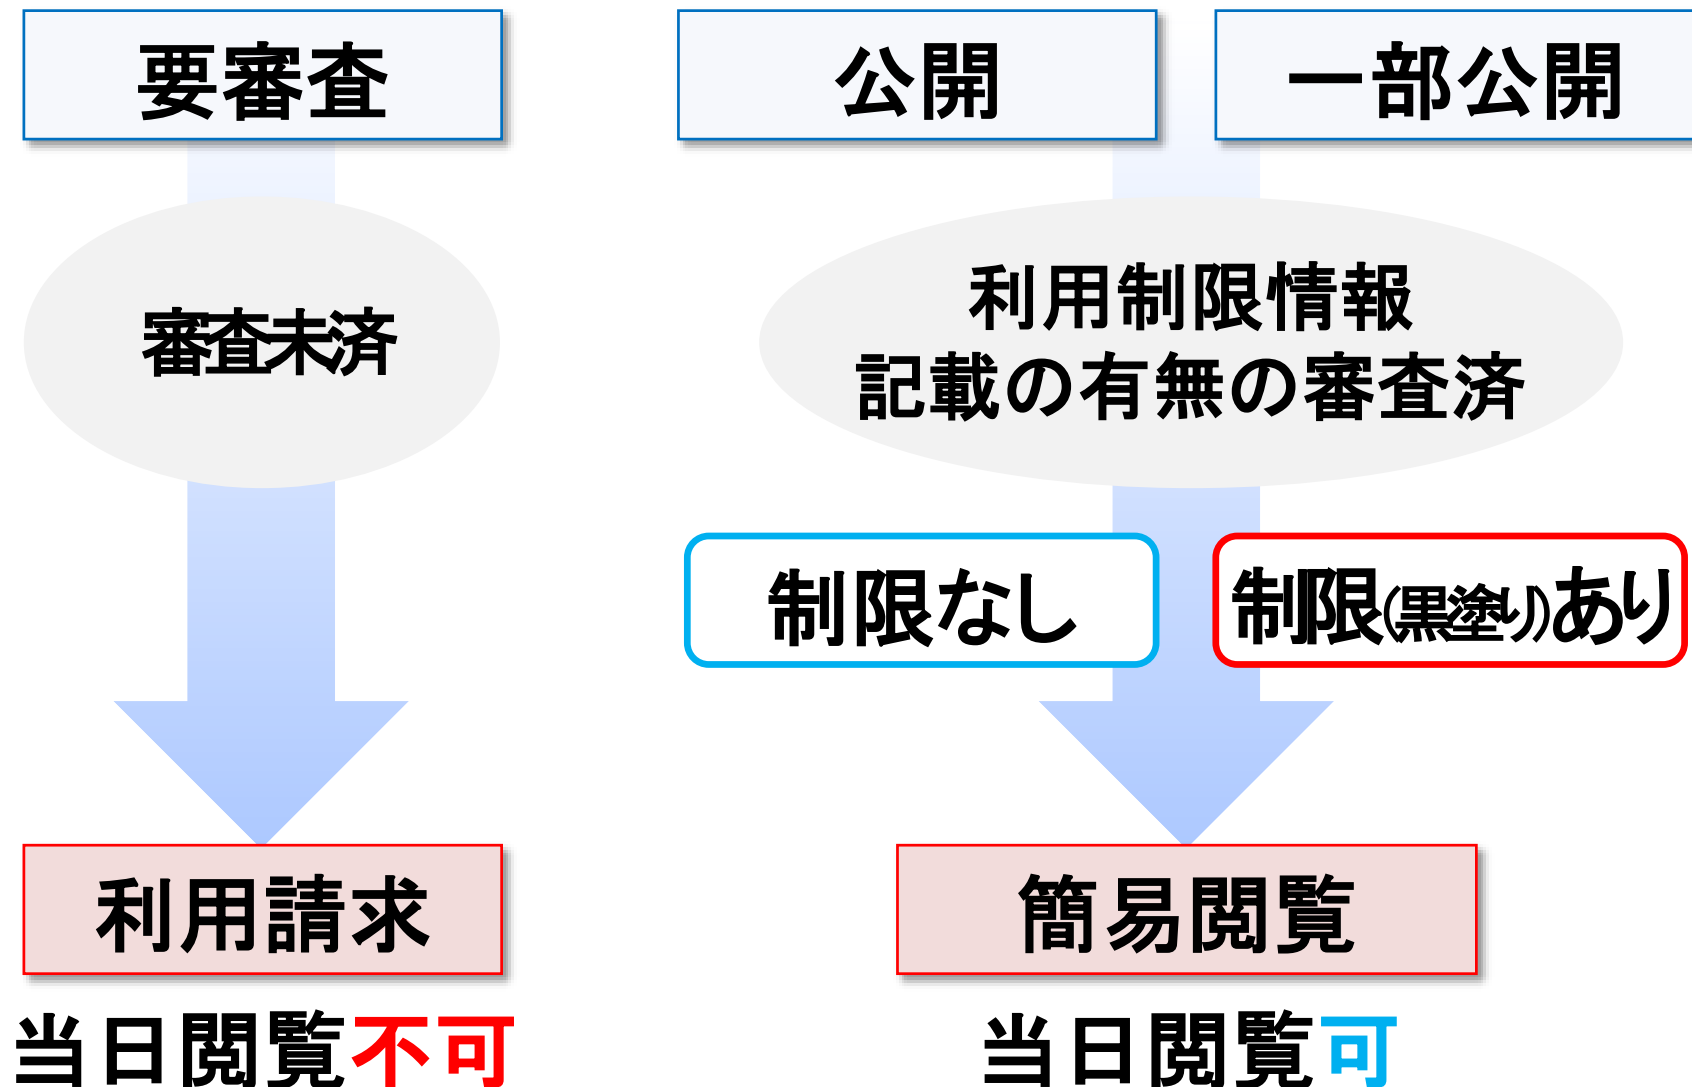 要審査
審査未済
利用請求
当日閲覧不可
公開
一部公開
利用制限情報
記載の有無の審査済
制限なし
制限(黒塗り)あり
簡易閲覧
当日閲覧可